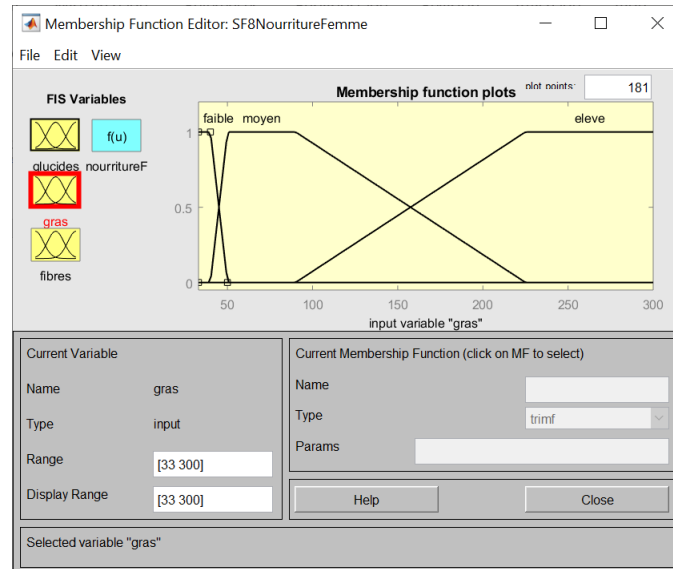 Membership Function Editor: SF8NourritureFemme
File Edit View
FIS Variables
Membership function plots
plot points:
181
f(u)
glucides
nourritureF
gras
fibres
faible
moyen
eleve
1
0.5
0
50
100
150
200
250
300
input variable "gras"
Current Variable
Name
gras
Type
input
Range
[33 300]
Display Range
[33 300]
Current Membership Function (click on MF to select)
Name
Type
trimf
Params
Help
Close
Selected variable "gras"